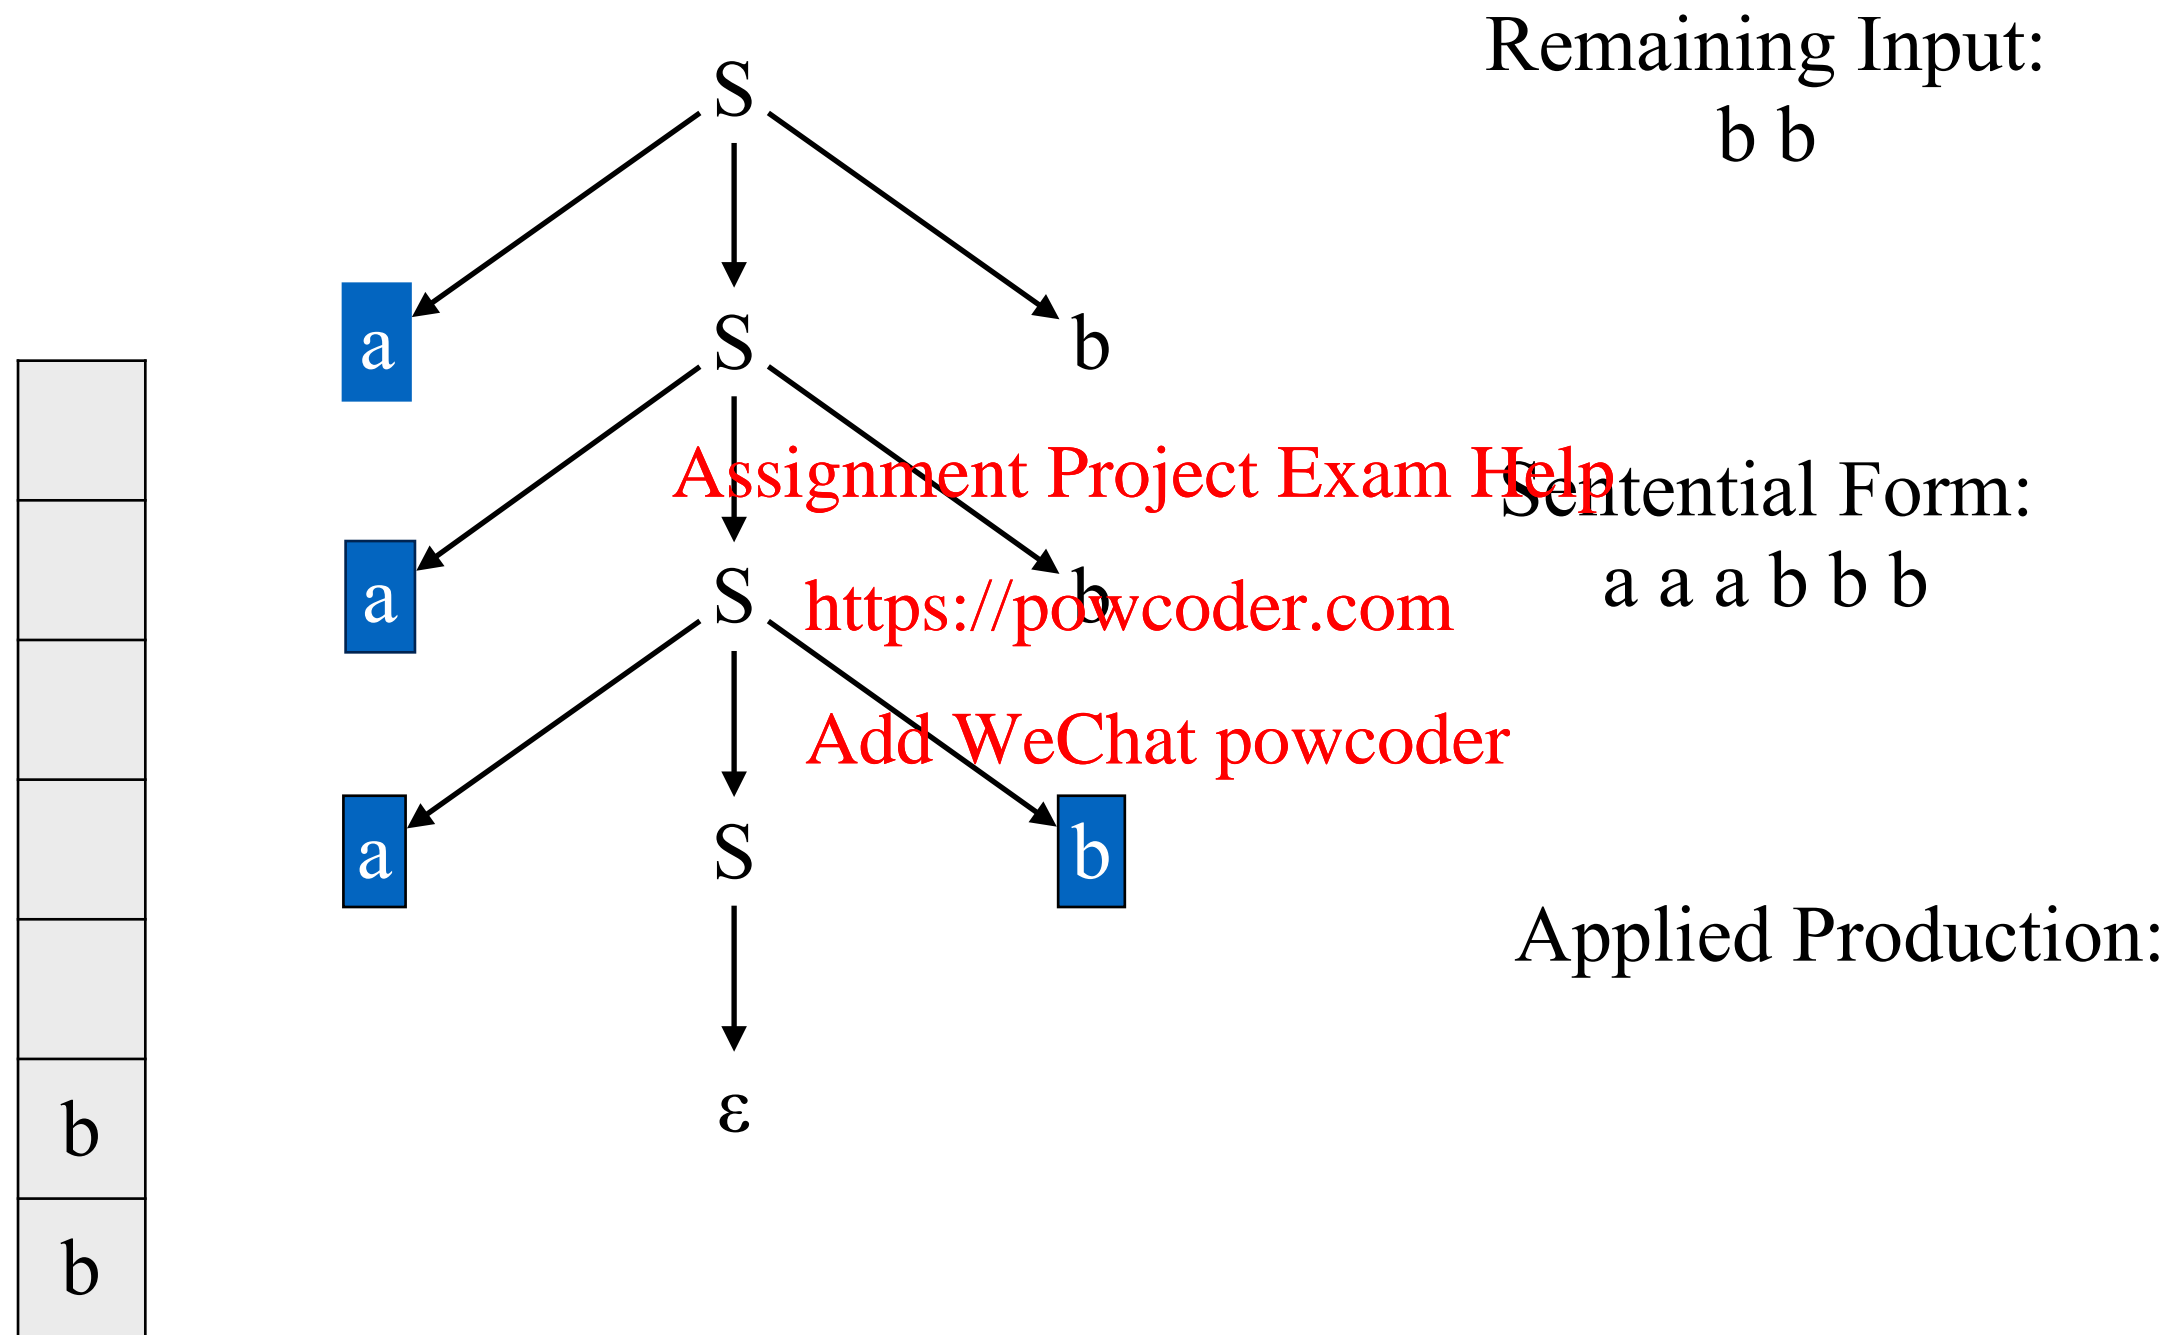 S
Remaining Input:
b b
a S b
Assignment Project Exam Help
Sentential Form:
a S b
https://powcoder.com
a a a b b b
Add WeChat powcoder
a S b
Applied Production:
ε
b
b